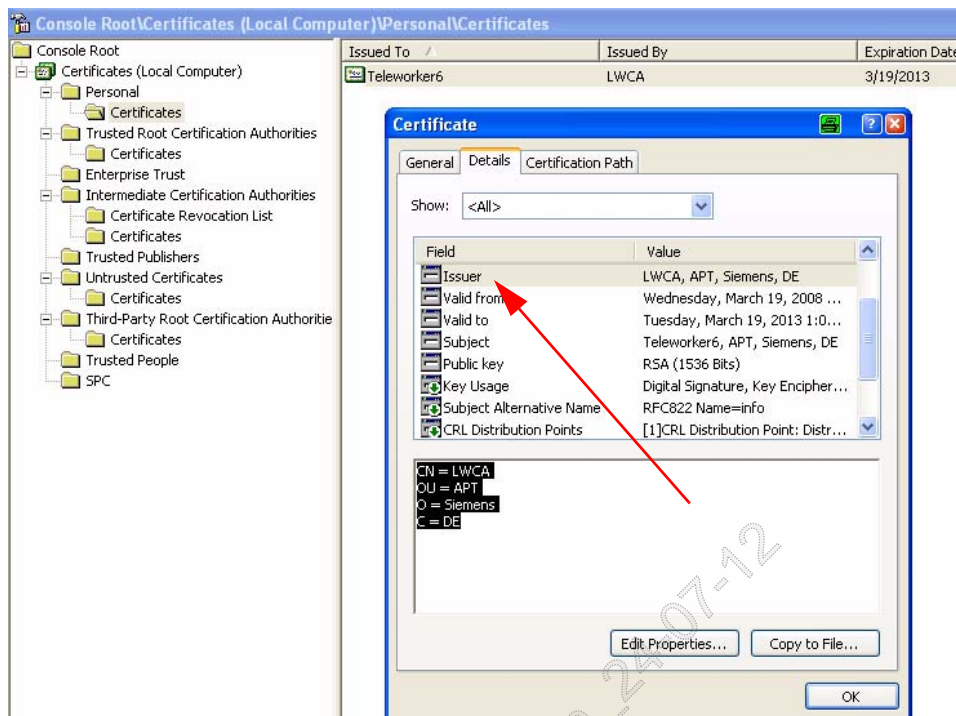 Console Root\Certificates (Local Computer)\Personal\Certificates
Console Root
Certificates (Local Computer)
Personal
Certificates
Trusted Root Certification Authorities
Certificates
Enterprise Trust
Intermediate Certification Authorities
Certificate Revocation List
Certificates
Trusted Publishers
Untrusted Certificates
Certificates
Third-Party Root Certification Authoritie
Certificates
Trusted People
SPC
Issued To Issued By Expiration Date
Teleworker6 LWCA 3/19/2013
Certificate
General Details Certification Path
Show: <All>
Field Value
Issuer LWCA, APT, Siemens, DE
Valid from Wednesday, March 19, 2008 ...
Valid to Tuesday, March 19, 2013 1:0...
Subject Teleworker6, APT, Siemens, DE
Public key RSA (1536 Bits)
Key Usage Digital Signature, Key Encipher...
Subject Alternative Name RFC822 Name=info
CRL Distribution Points [1]CRL Distribution Point: Distr...
CN = LWCA
OU = APT
O = Siemens
C = DE
Edit Properties... Copy to File...
OK
_24-07-12